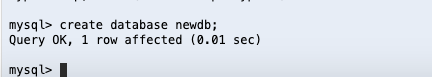 mysql> create database newdb;
Query OK, 1 row affected (0.01 sec)
mysql>